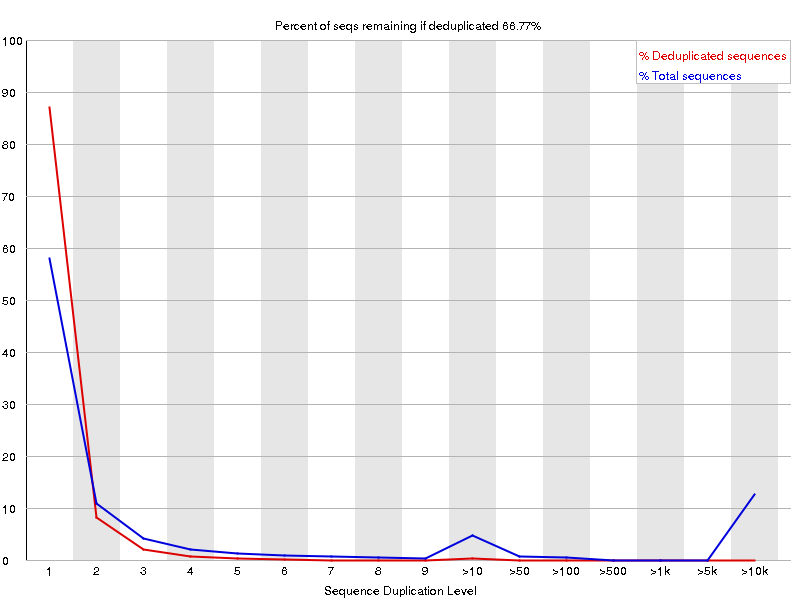 Percent of seqs remaining if deduplicated 66.77%
% Deduplicated sequences
% Total sequences
100
90
80
70
60
50
40
30
20
10
0
1 2 3 4 5 6 7 8 9 >10 >50 >100 >500 >1k >5k >10k
Sequence Duplication Level